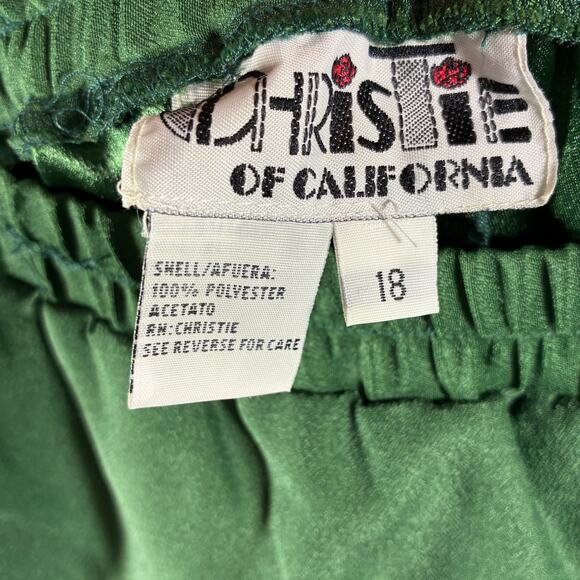 CHRISTIE
OF CALIFORNIA
SHELL/AFUERA:
100% POLYESTER
ACETATO
RN:CHRISTIE
SEE REVERSE FOR CARE
18